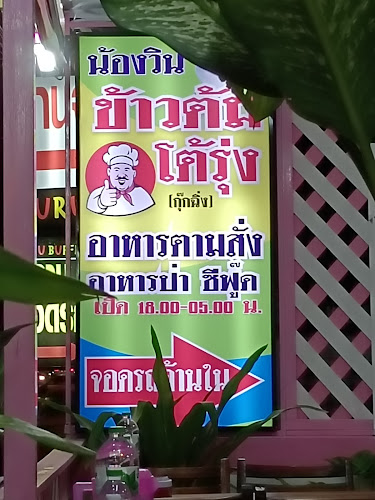 น้องวิน
ข้าวต้ม
โต้รุ่ง
(กุ๊กฉิ่ง)
อาหารตามสั่ง
อาหารป่า ซีฟู๊ด
เปิด 18.00-05.00 น.
จอดรถด้านใน